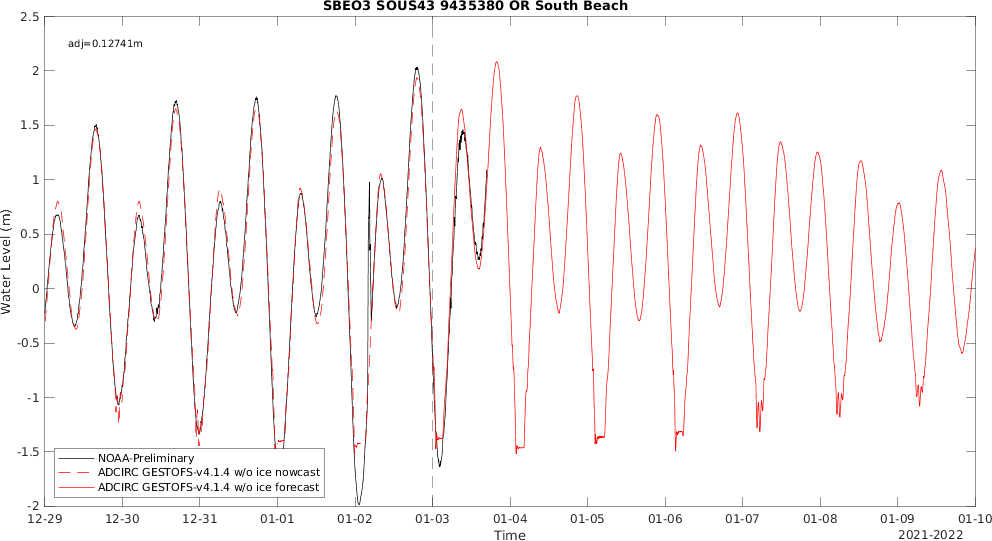 SBEO3 SOUS43 9435380 OR South Beach
adj=0.12741m
2.5
2
1.5
1
0.5
0
-0.5
-1
-1.5
-2
Water Level (m)
NOAA-Preliminary
ADCIRC GESTOFS-v4.1.4 w/o ice nowcast
ADCIRC GESTOFS-v4.1.4 w/o ice forecast
12-29 12-30 12-31 01-01 01-02 01-03 01-04 01-05 01-06 01-07 01-08 01-09 01-10
Time
2021-2022